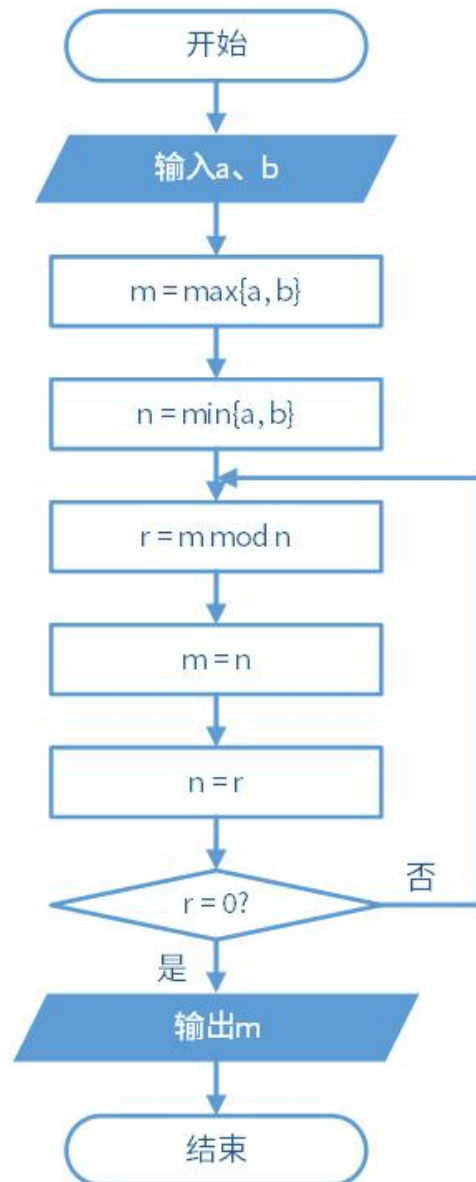 开始
输入a、b
m = max{a, b}
n = min{a, b}
r = m mod n
m = n
n = r
r = 0?
否
是
输出m
结束